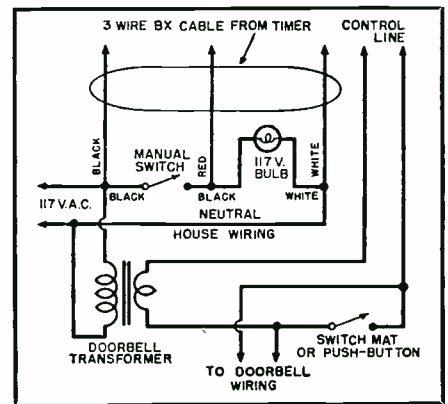 3 WIRE BX CABLE FROM TIMER
CONTROL
LINE
BLACK
MANUAL
SWITCH
RED
117 V.
BULB
WHITE
BLACK
BLACK
WHITE
117 V.A.C.
NEUTRAL
HOUSE WIRING
DOORBELL
TRANSFORMER
SWITCH MAT
OR PUSH-BUTTON
TO DOORBELL
WIRING